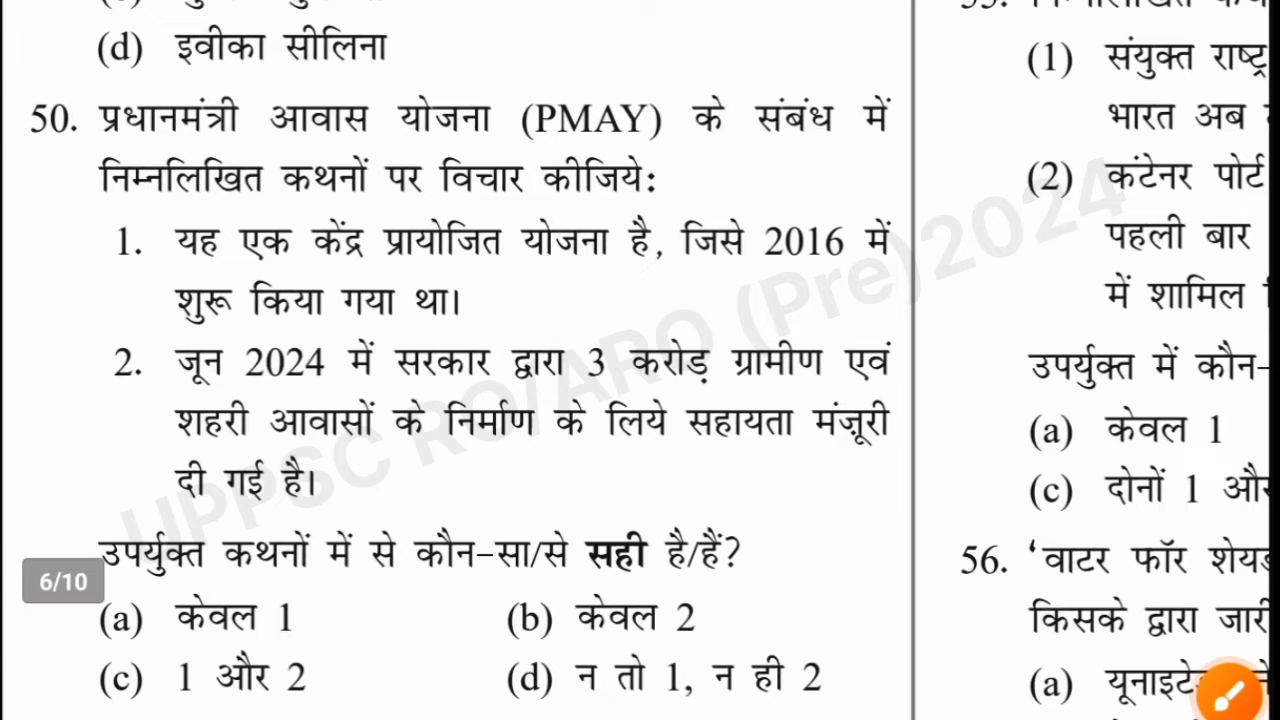 (d) इवीका सीलिना
50. प्रधानमंत्री आवास योजना (PMAY) के संबंध में
निम्नलिखित कथनों पर विचार कीजिये:
1. यह एक केंद्र प्रायोजित योजना है, जिसे 2016 में
शुरू किया गया था।
2. जून 2024 में सरकार द्वारा 3 करोड़ ग्रामीण एवं
शहरी आवासों के निर्माण के लिये सहायता मंज़ूरी
दी गई है।
उपर्युक्त कथनों में से कौन-सा/से सही है/हैं?
(a) केवल 1 (b) केवल 2
(c) 1 और 2 (d) न तो 1, न ही 2
(1) संयुक्त राष्ट्र
भारत अब
(2) कंटेनर पोर्ट
पहली बार
में शामिल
उपर्युक्त में कौन-
(a) केवल 1
(c) दोनों 1
56. ‘वाटर फॉर
किसके द्वारा
(a)
UPPSC RO/ARO (Pre) 2024
6/10